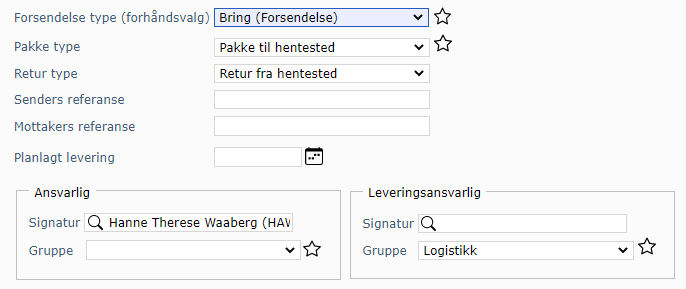 Forsendelse type (forhåndsvalg) Bring (Forsendelse)
Pakke type Pakke til hentested
Retur type Retur fra hentested
Senders referanse
Mottakers referanse
Planlagt levering
Ansvarlig
Signatur Hanne Therese Waaberg (HAW
Gruppe
Leveringsansvarlig
Signatur
Gruppe Logistikk